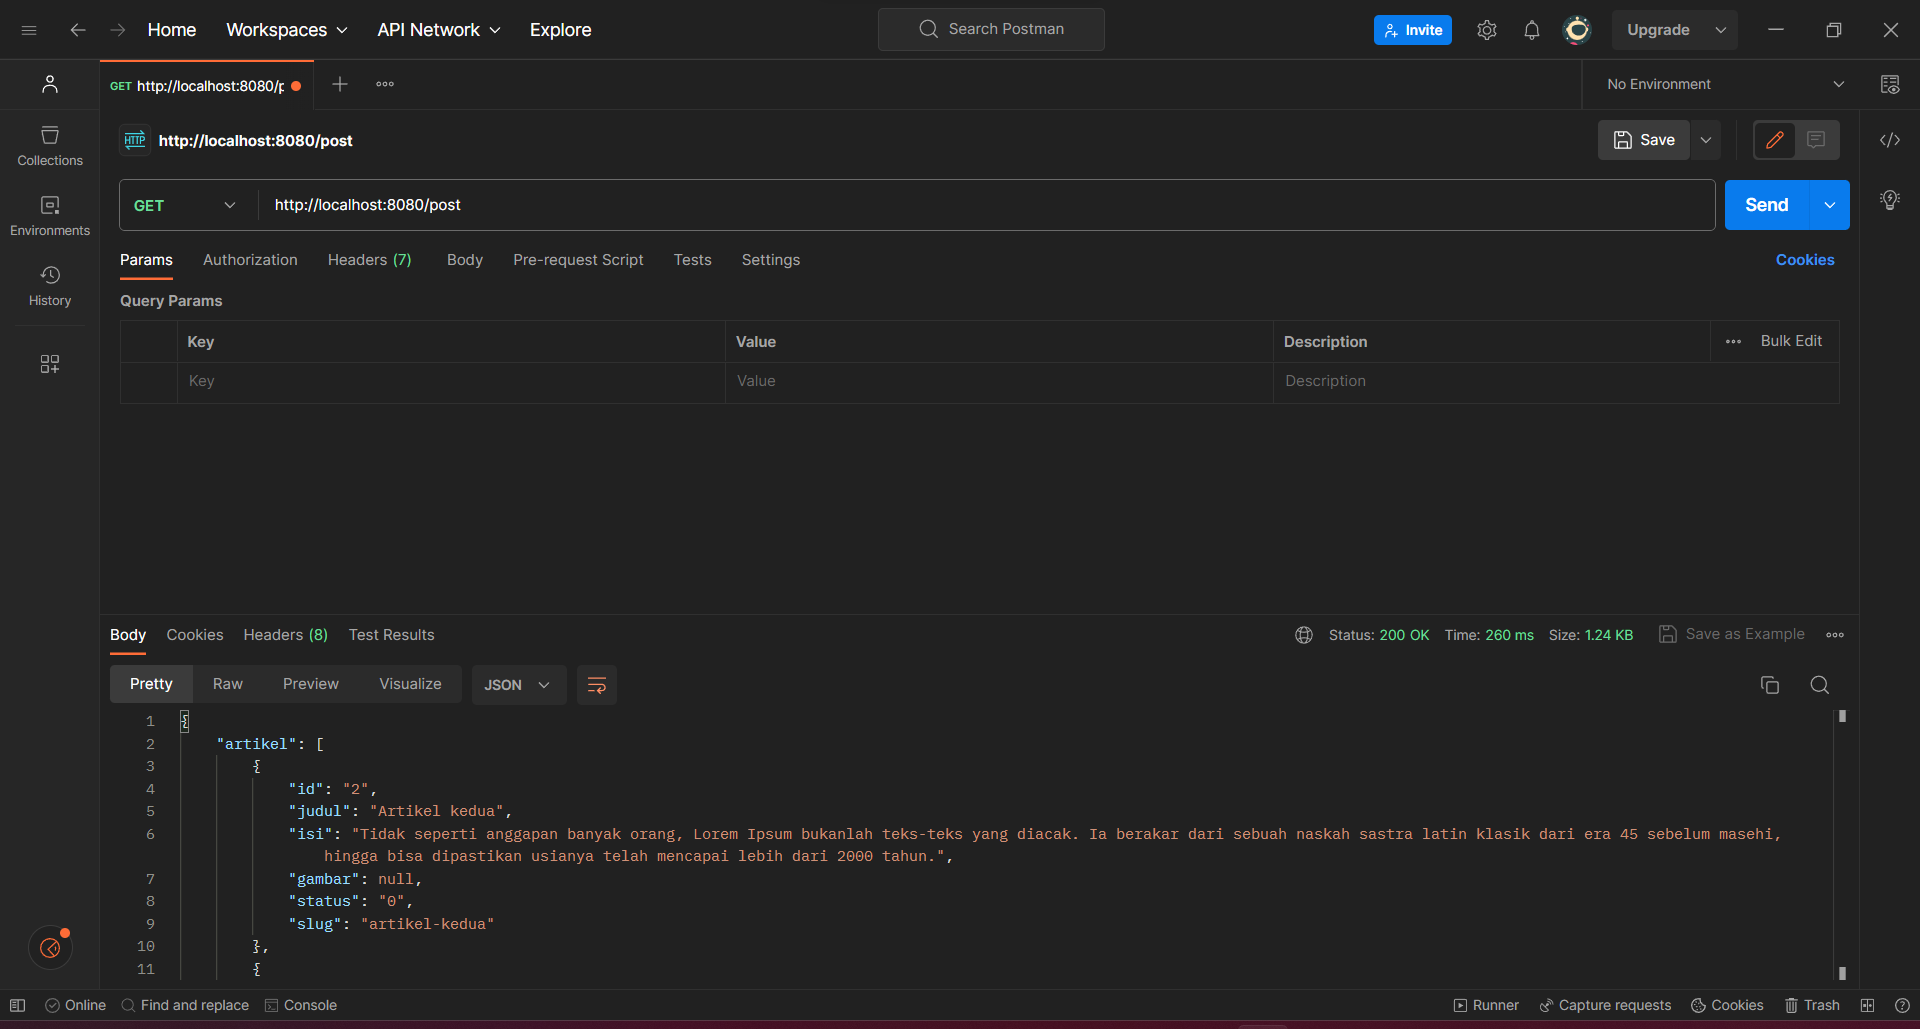 Home Workspaces API Network Explore Search Postman Invite Upgrade
GET http://localhost:8080/p No Environment
HTTP http://localhost:8080/post Save
Collections
GET http://localhost:8080/post Send
Environments
Params Authorization Headers (7) Body Pre-request Script Tests Settings Cookies
History
Query Params
Key Value Description Bulk Edit
Key Value Description
Body Cookies Headers (8) Test Results Status: 200 OK Time: 260 ms Size: 1.24 KB Save as Example
Pretty Raw Preview Visualize JSON
1 {
2 "artikel": [
3 {
4 "id": "2",
5 "judul": "Artikel kedua",
6 "isi": "Tidak seperti anggapan banyak orang, Lorem Ipsum bukanlah teks-teks yang diacak. Ia berakar dari sebuah naskah sastra latin klasik dari era 45 sebelum masehi,
hingga bisa dipastikan usianya telah mencapai lebih dari 2000 tahun.",
7 "gambar": null,
8 "status": "0",
9 "slug": "artikel-kedua"
10 },
11 {
Online Find and replace Console Runner Capture requests Cookies Trash